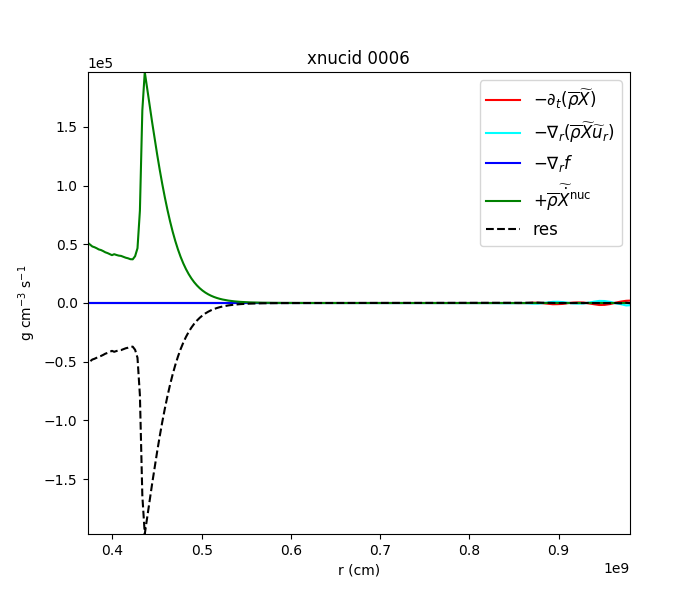 xnucid 0006
1e5
−∂t(ρ̅X̃)
−∇r(ρ̅X̃ũr)
−∇rf
+ρ̅Ẋ̃nuc
res
1.5
1.0
0.5
0.0
−0.5
−1.0
−1.5
g cm−3 s−1
0.4 0.5 0.6 0.7 0.8 0.9
1e9
r (cm)